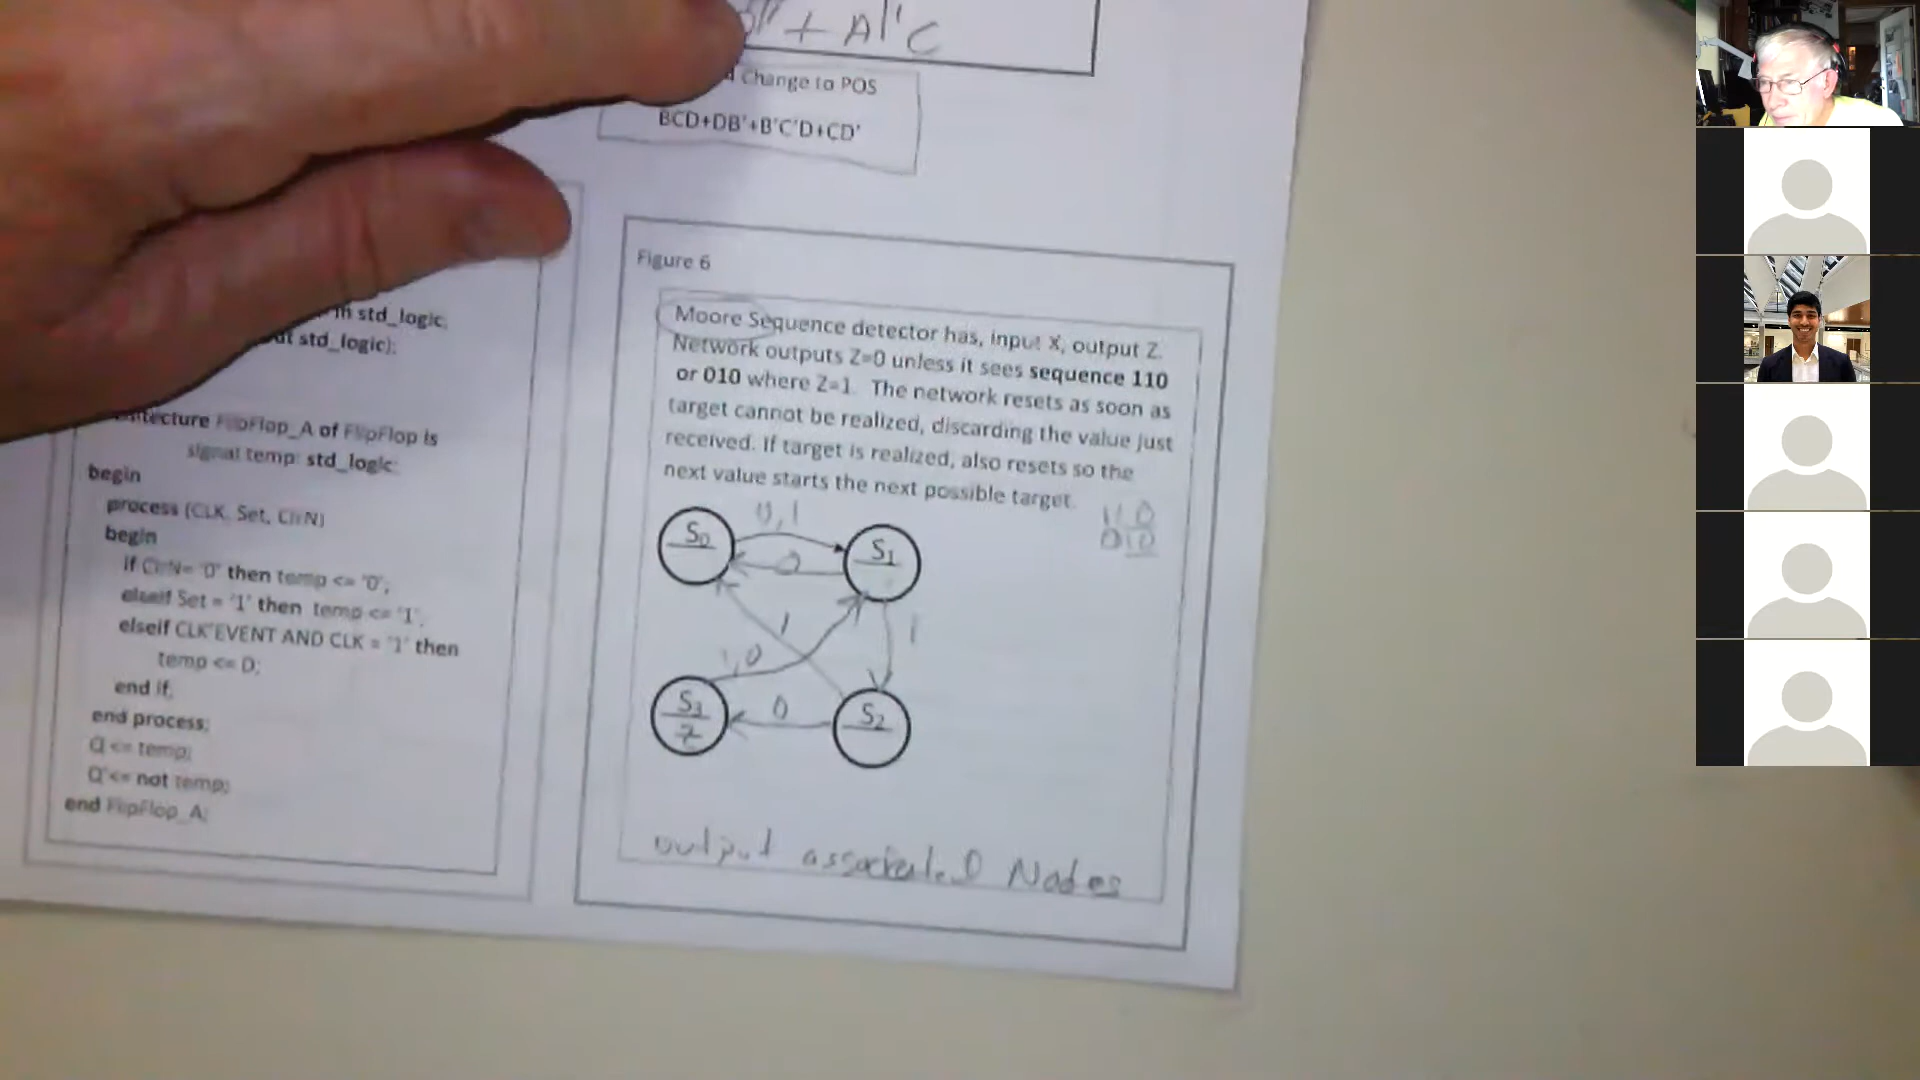 + A'C
Change to POS
BCD+DB'+B'C'D+CD'
in std_logic;
std_logic);
FlipFlop_A of FlipFlop is
signal temp: std_logic;
begin
process (CLK, Set, ClrN)
begin
if ClrN= '0' then temp <= '0';
elseif Set = '1' then temp <= '1';
elseif CLK'EVENT AND CLK = '1' then
temp <= D;
end if;
end process;
Q <= temp;
Q'<= not temp;
end FlipFlop_A;
Figure 6
Moore Sequence detector has, input X, output Z.
Network outputs Z=0 unless it sees sequence 110
or 010 where Z=1. The network resets as soon as
target cannot be realized, discarding the value just
received. If target is realized, also resets so the
next value starts the next possible target.
110
010
0,1
S0
S1
0
1
1
1,0
S3
Z
0
S2
output associated Nodes